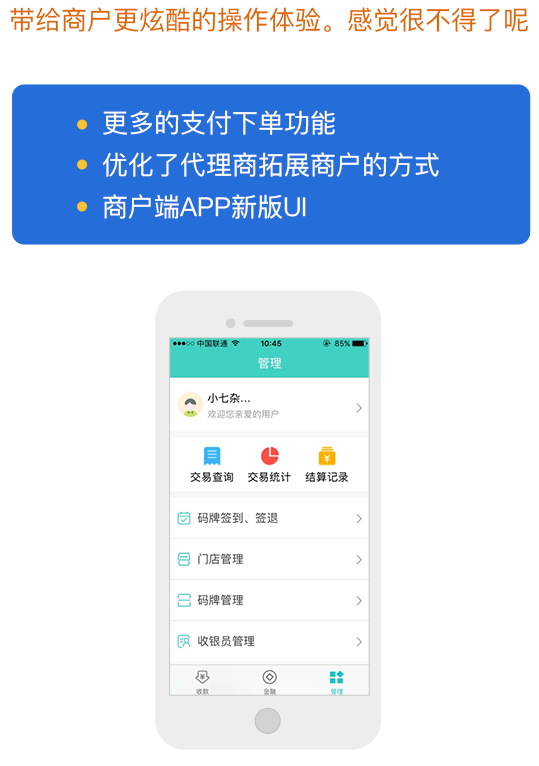 带给商户更炫酷的操作体验。感觉很不得了呢
更多的支付下单功能
优化了代理商拓展商户的方式
商户端APP新版UI
中国联通 10:45 85%
管理
小七杂...
欢迎您亲爱的用户
交易查询 交易统计 结算记录
码牌签到、签退
门店管理
码牌管理
收银员管理
收款 金融 管理